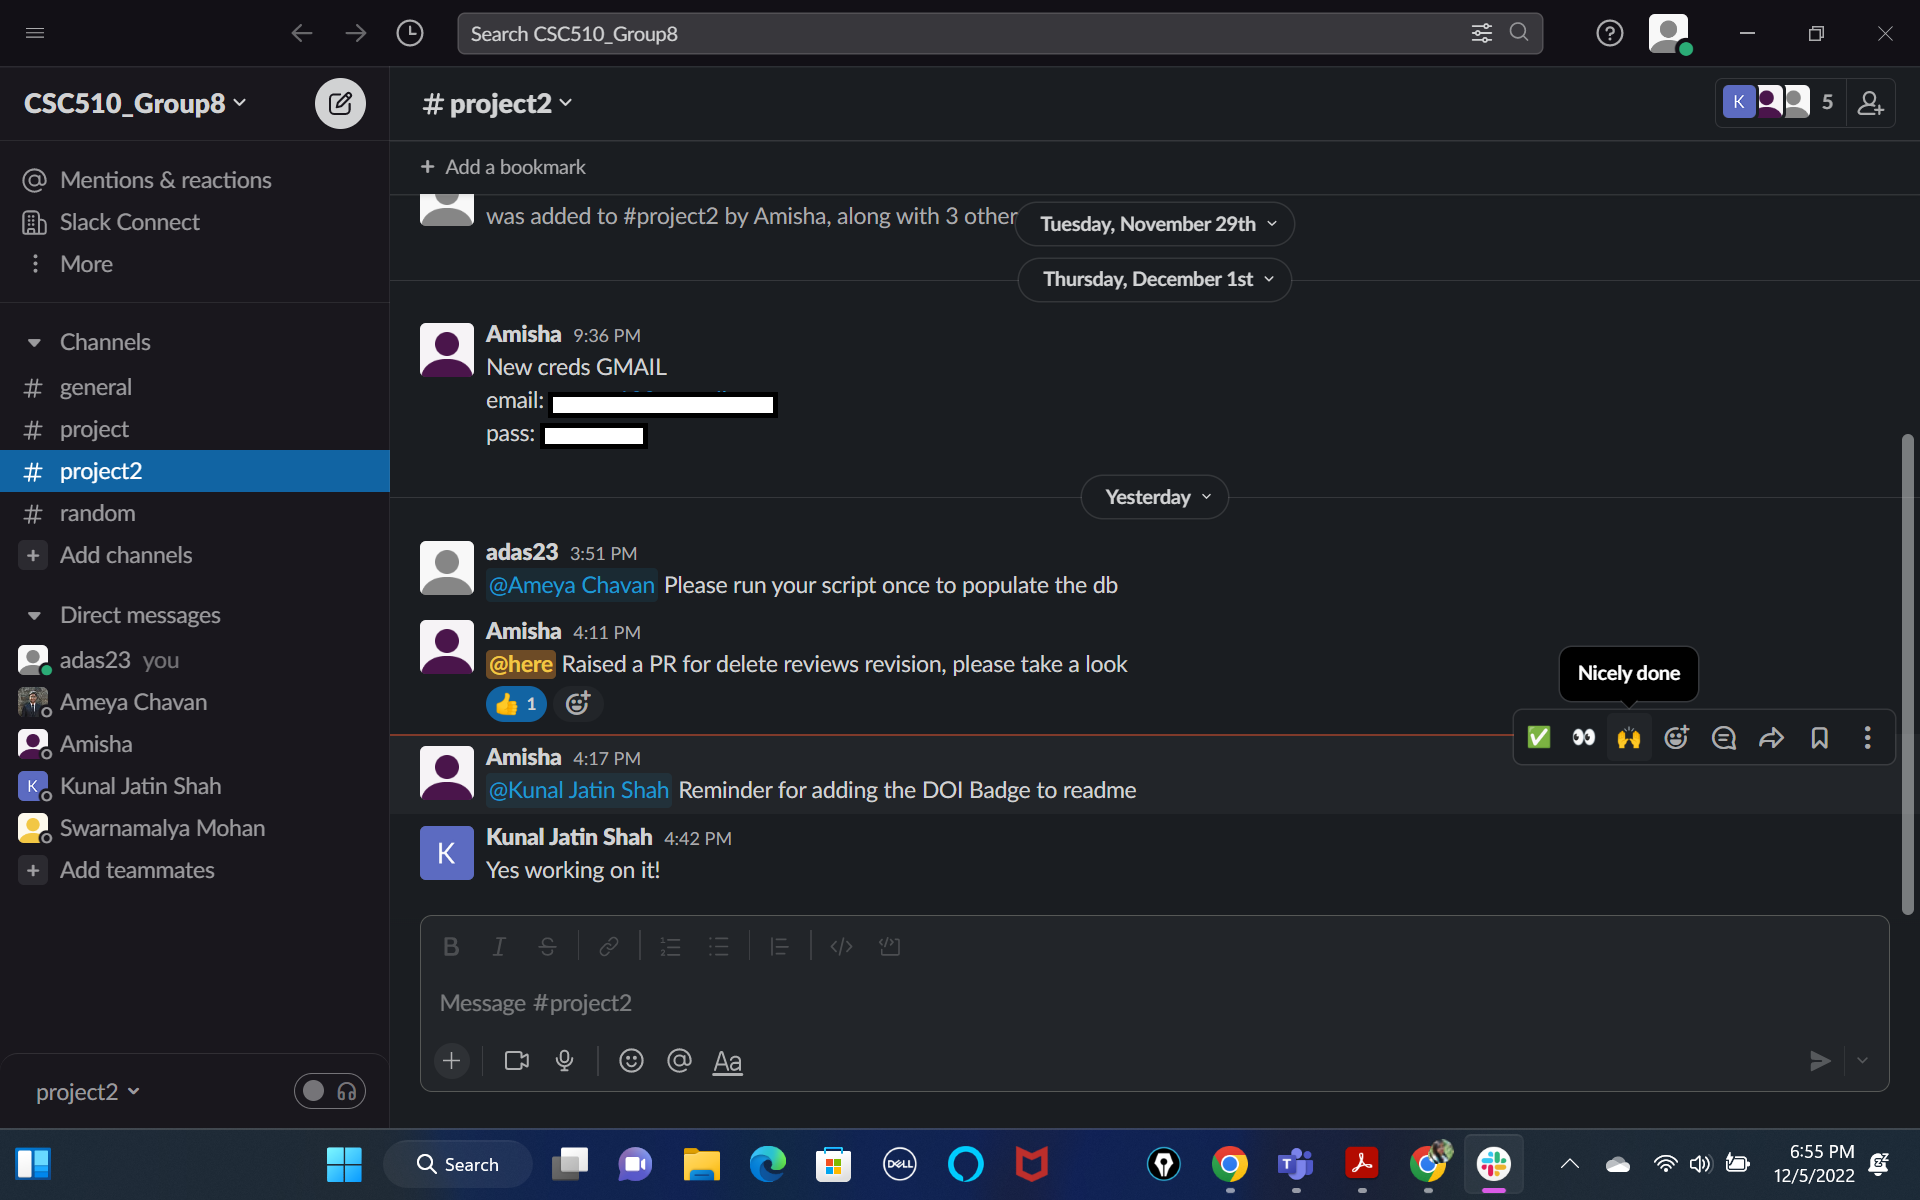 Search CSC510_Group8
CSC510_Group8
# project2
K
5
Mentions & reactions
+ Add a bookmark
Slack Connect
was added to #project2 by Amisha, along with 3 other
Tuesday, November 29th
More
Thursday, December 1st
Channels
Amisha 9:36 PM
New creds GMAIL
email:
pass:
# general
# project
# project2
# random
+ Add channels
Yesterday
adas23 3:51 PM
@Ameya Chavan Please run your script once to populate the db
Direct messages
adas23 you
Ameya Chavan
Amisha
K Kunal Jatin Shah
Swarnamalya Mohan
+ Add teammates
Amisha 4:11 PM
@here Raised a PR for delete reviews revision, please take a look
1
Nicely done
Amisha 4:17 PM
@Kunal Jatin Shah Reminder for adding the DOI Badge to readme
K
Kunal Jatin Shah 4:42 PM
Yes working on it!
B I S
Message #project2
Aa
project2
Search
DELL
6:55 PM
12/5/2022